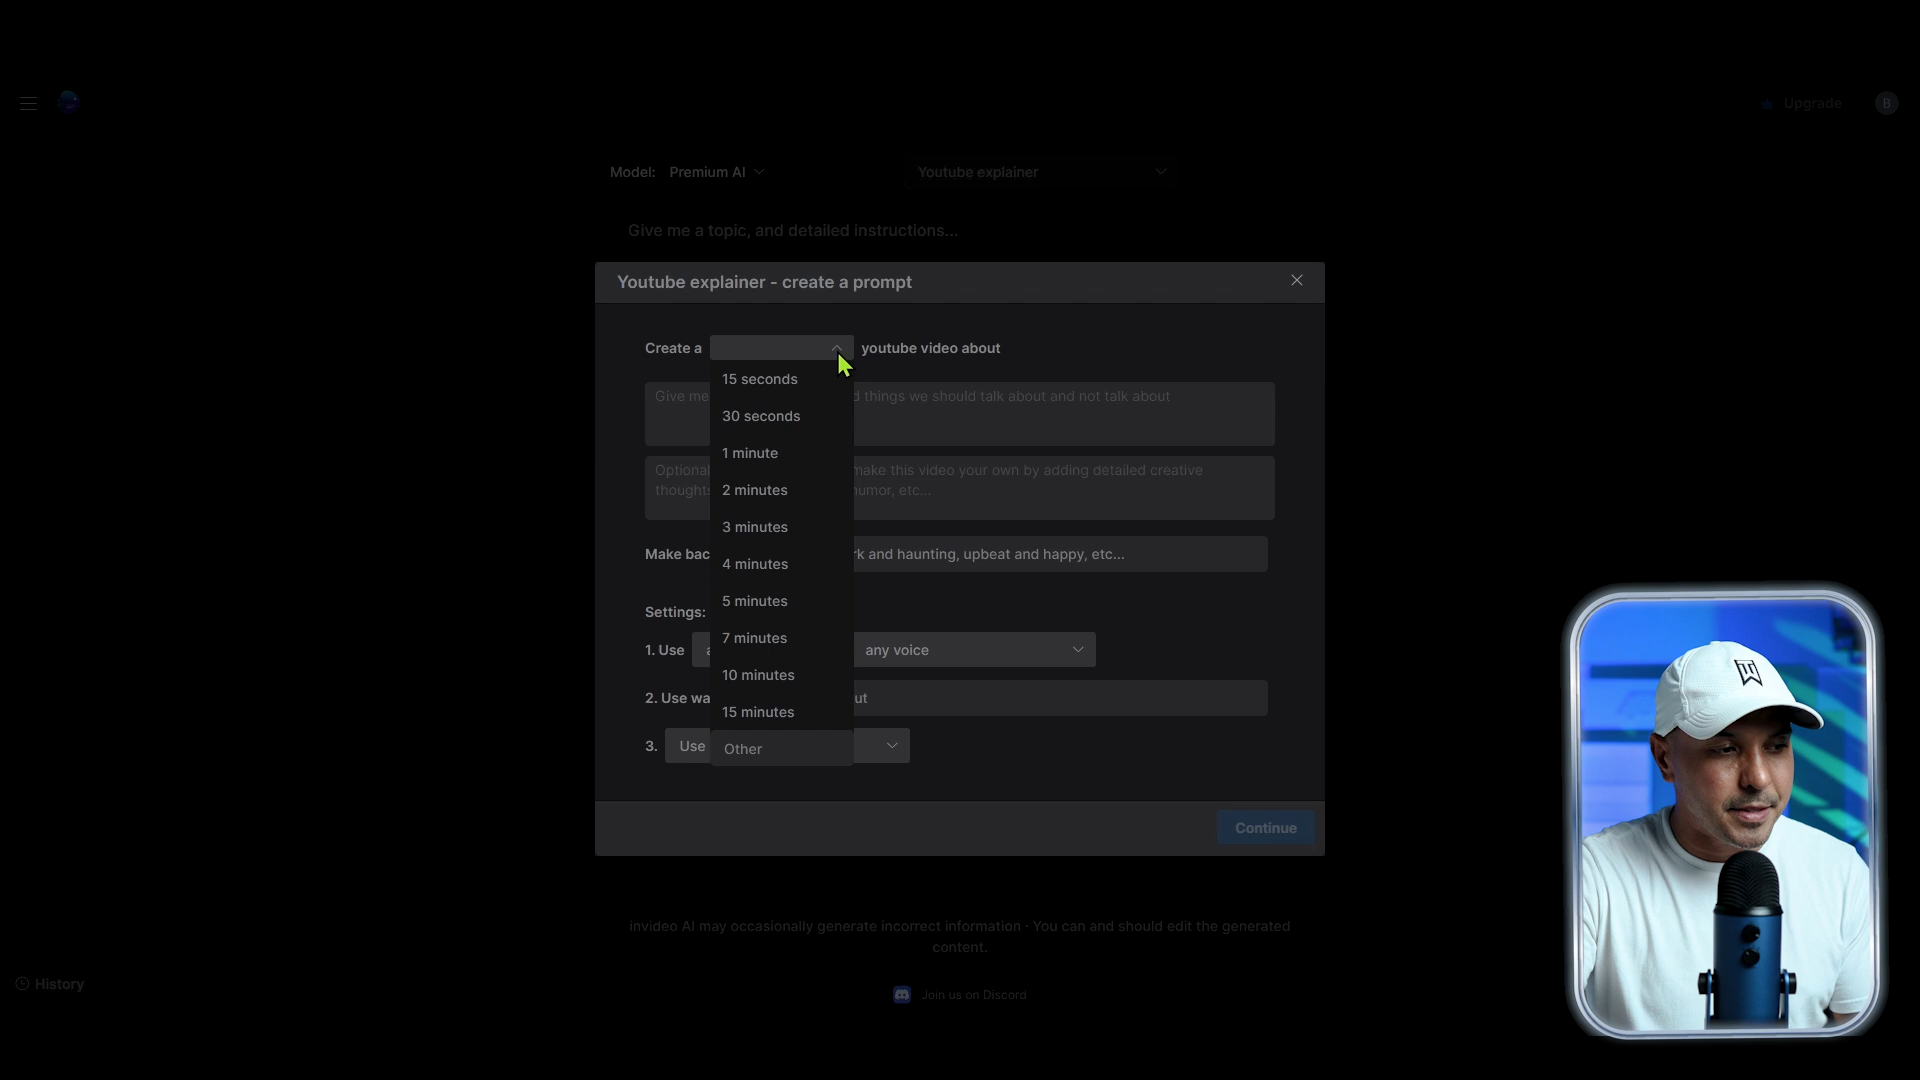 Upgrade
B
Model: Premium AI
Youtube explainer
Give me a topic, and detailed instructions...
Youtube explainer - create a prompt
Create a
youtube video about
15 seconds
Give me
things we should talk about and not talk about
30 seconds
1 minute
Optional
make this video your own by adding detailed creative
thoughts
humor, etc...
2 minutes
3 minutes
Make bac
and haunting, upbeat and happy, etc...
4 minutes
5 minutes
Settings:
7 minutes
1. Use
any voice
10 minutes
2. Use wa
ut
15 minutes
3. Use
Other
Continue
invideo AI may occasionally generate incorrect information · You can and should edit the generated
content.
History
Join us on Discord